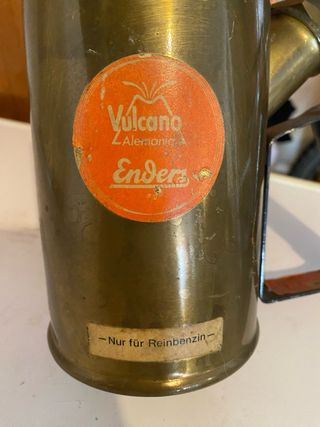 Vulcano
Alemania
Enders
—Nur für Reinbenzin—